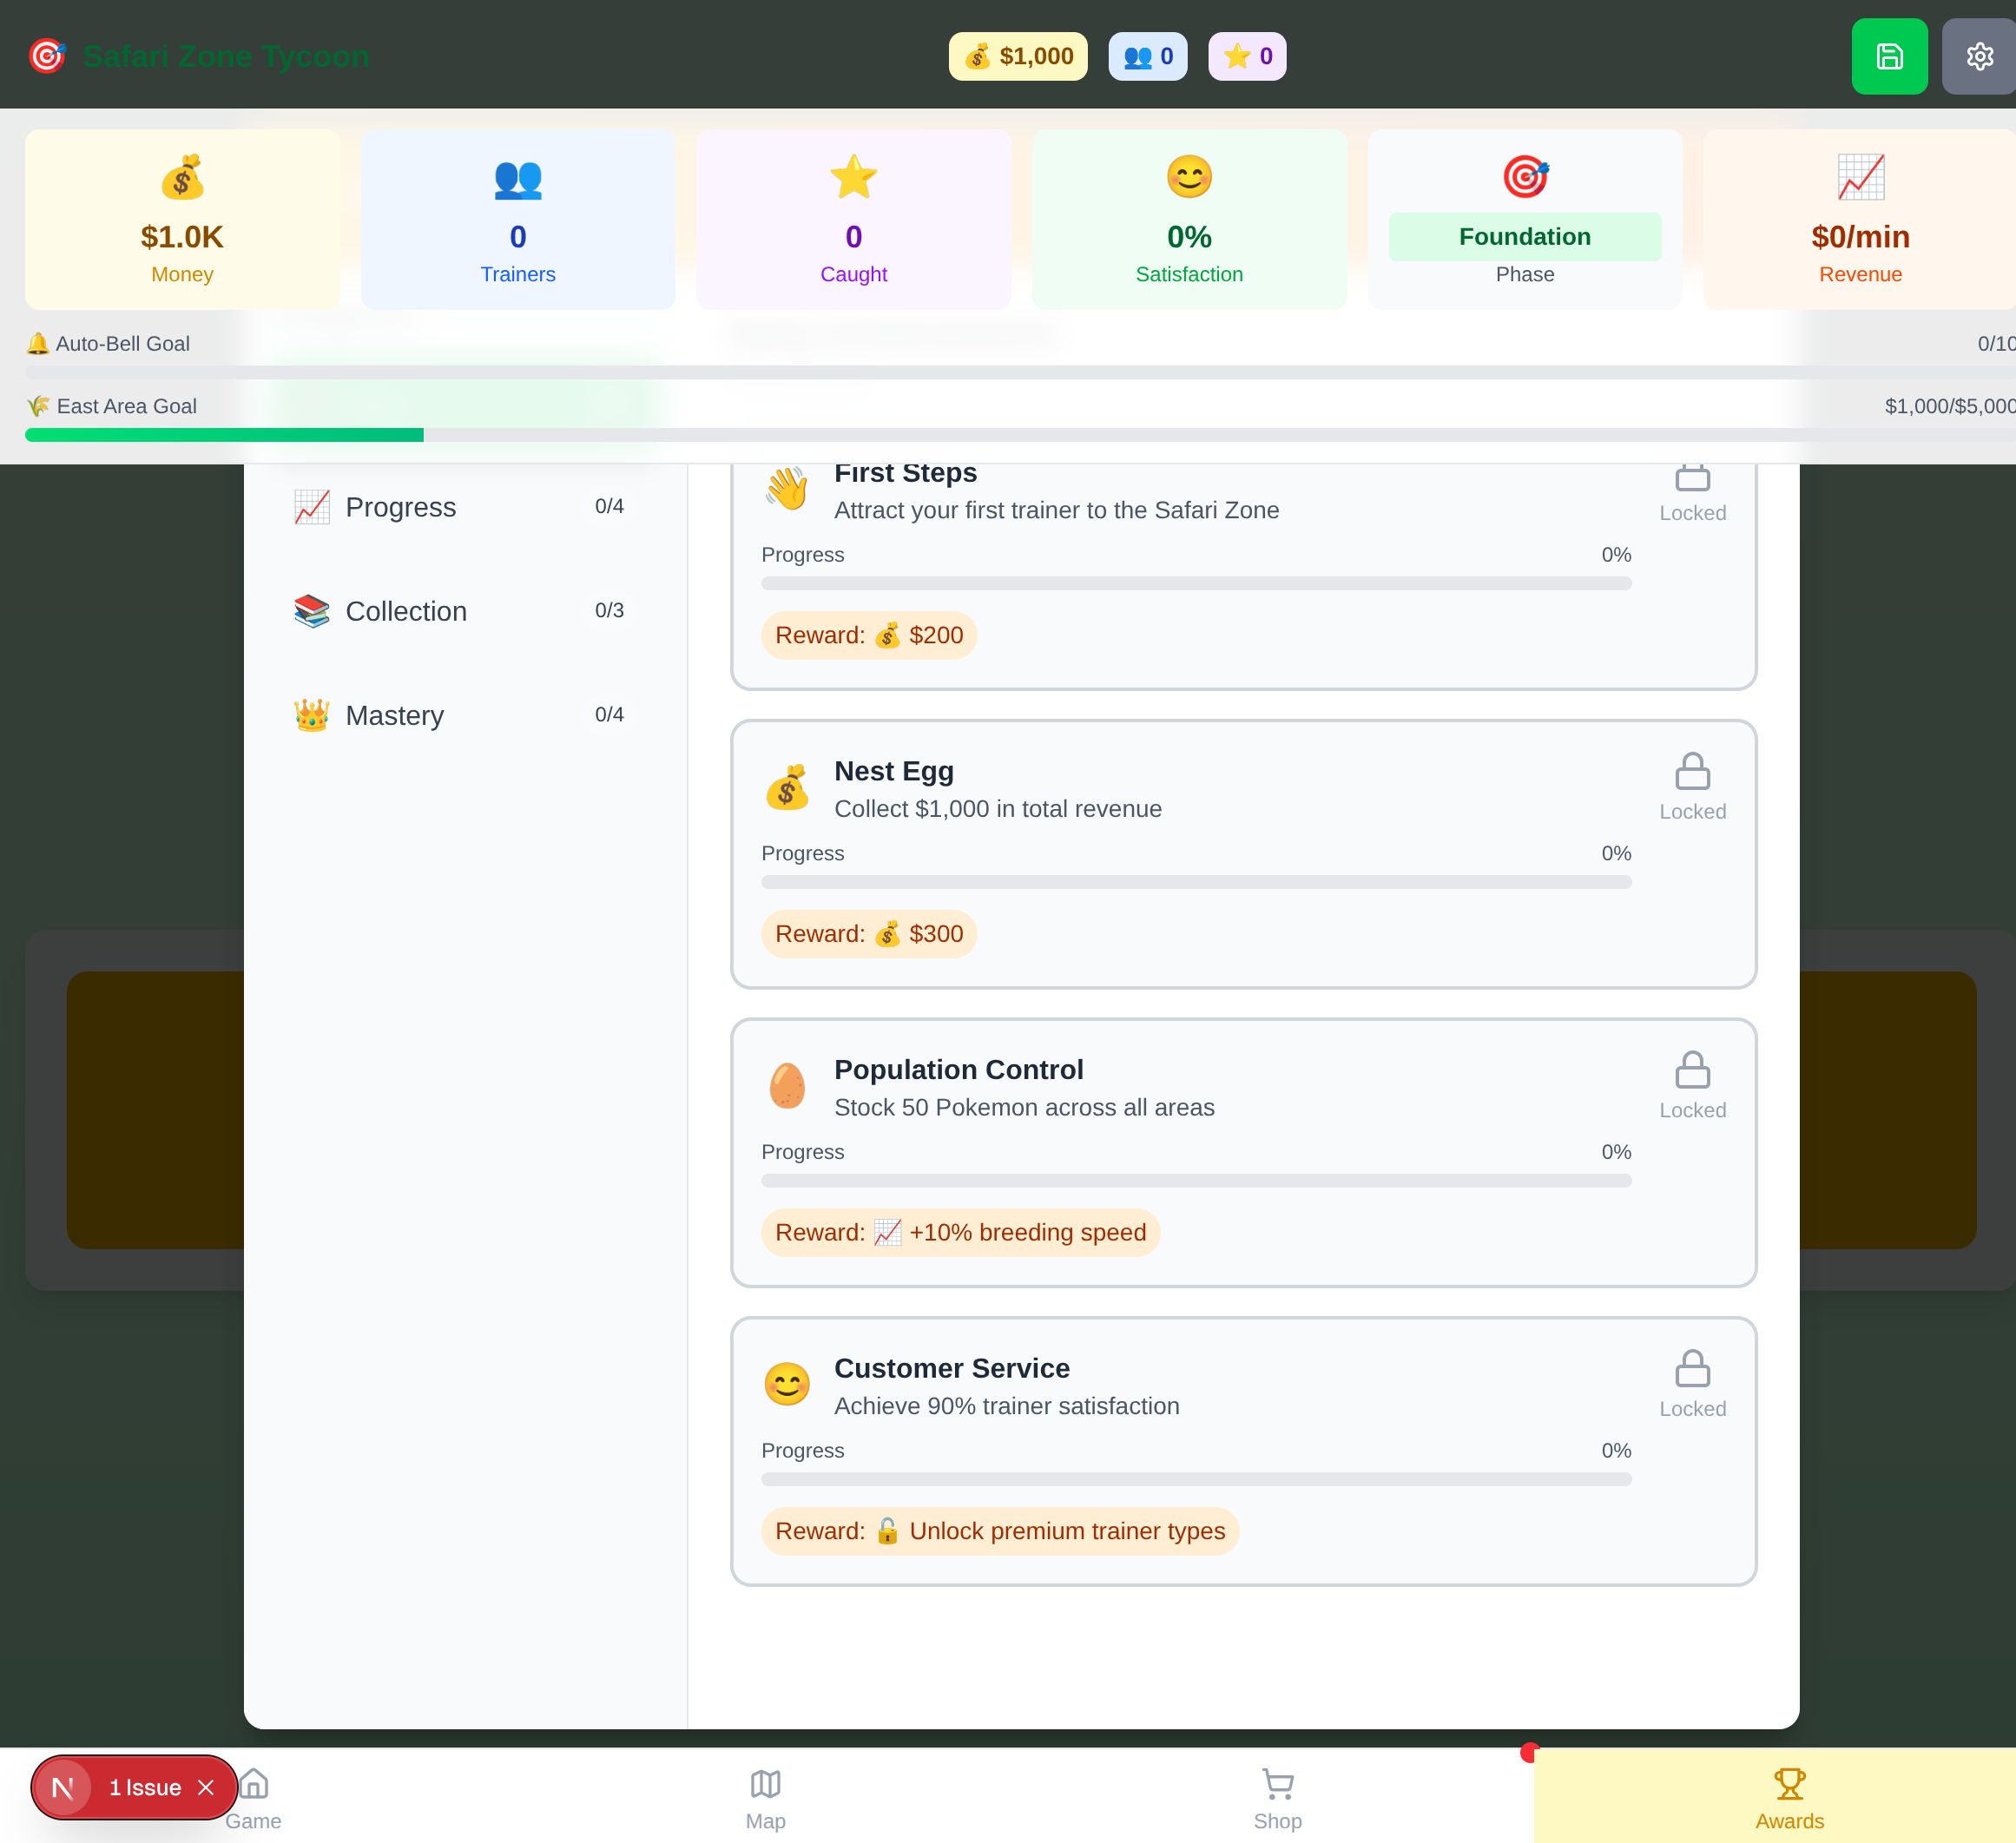 Safari Zone Tycoon
$1,000
0
0
$1.0K
Money
0
Trainers
0
Caught
0%
Satisfaction
Foundation
Phase
$0/min
Revenue
Auto-Bell Goal
0/10
East Area Goal
$1,000/$5,000
Progress 0/4
Collection 0/3
Mastery 0/4
First Steps
Attract your first trainer to the Safari Zone
Locked
Progress 0%
Reward: 💰 $200
Nest Egg
Collect $1,000 in total revenue
Locked
Progress 0%
Reward: 💰 $300
Population Control
Stock 50 Pokemon across all areas
Locked
Progress 0%
Reward: 📈 +10% breeding speed
Customer Service
Achieve 90% trainer satisfaction
Locked
Progress 0%
Reward: 🔓 Unlock premium trainer types
N 1 Issue
Game
Map
Shop
Awards